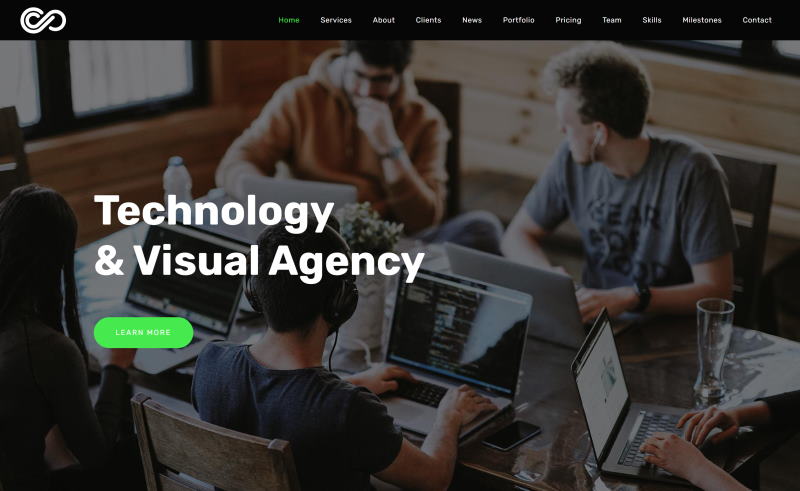 Home Services About Clients News Portfolio Pricing Team Skills Milestones Contact
Technology
& Visual Agency
LEARN MORE